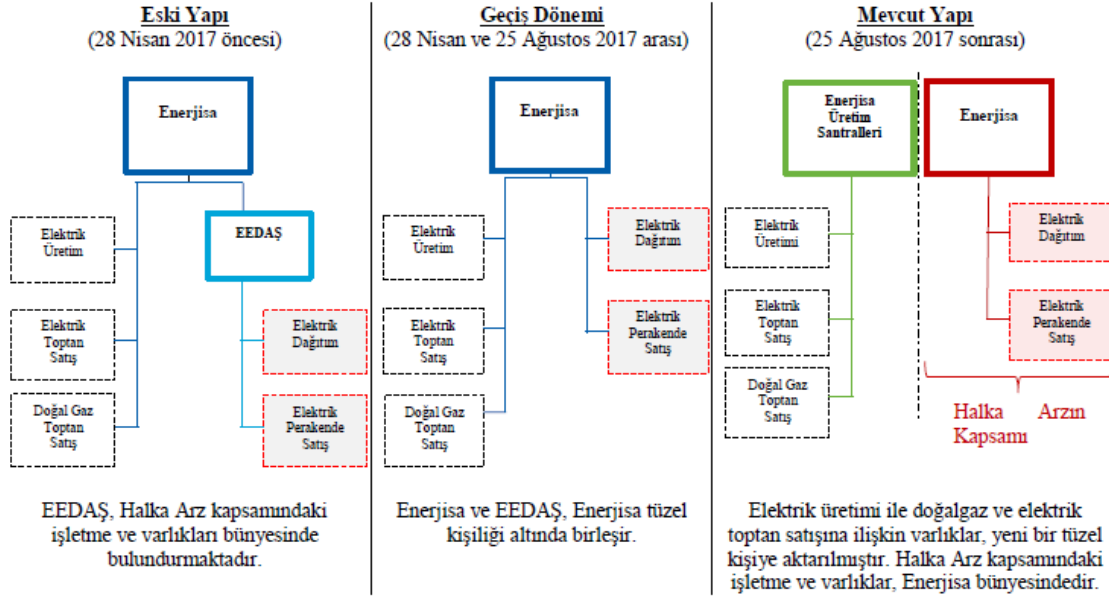 Eski Yapı
(28 Nisan 2017 öncesi)
Enerjisa
Elektrik
Üretim
EEDAŞ
Elektrik
Toptan
Satış
Elektrik
Dağıtım
Doğal Gaz
Toptan
Satış
Elektrik
Perakende
Satış
EEDAŞ, Halka Arz kapsamındaki
işletme ve varlıkları bünyesinde
bulundurmaktadır.
Geçiş Dönemi
(28 Nisan ve 25 Ağustos 2017 arası)
Enerjisa
Elektrik
Üretim
Elektrik
Dağıtım
Elektrik
Toptan
Satış
Elektrik
Perakende
Satış
Doğal Gaz
Toptan
Satış
Enerjisa ve EEDAŞ, Enerjisa tüzel
kişiliği altında birleşir.
Mevcut Yapı
(25 Ağustos 2017 sonrası)
Enerjisa
Üretim
Santralleri
Enerjisa
Elektrik
Üretimi
Elektrik
Dağıtım
Elektrik
Toptan
Satış
Elektrik
Perakende
Satış
Doğal Gaz
Toptan
Satış
Halka Arzın
Kapsamı
Elektrik üretimi ile doğalgaz ve elektrik
toptan satışına ilişkin varlıklar, yeni bir tüzel
kişiye aktarılmıştır. Halka Arz kapsamındaki
işletme ve varlıklar, Enerjisa bünyesindedir.